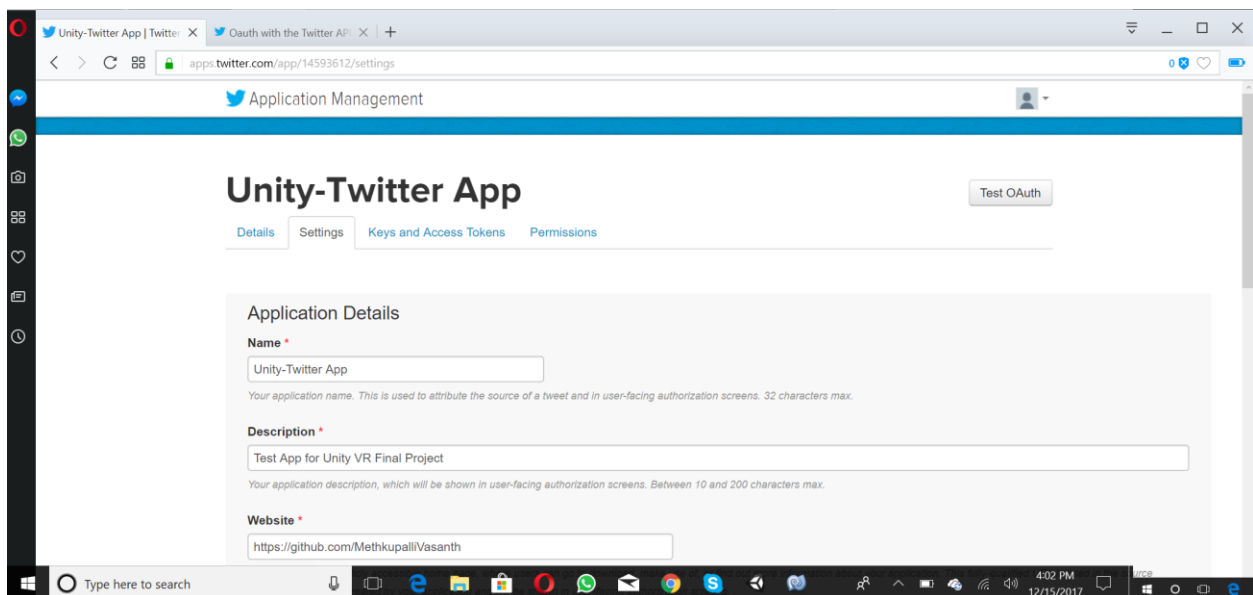 Unity-Twitter App | Twitter
Oauth with the Twitter API
apps.twitter.com/app/14593612/settings
0
Application Management
Unity-Twitter App
Test OAuth
Details Settings Keys and Access Tokens Permissions
Application Details
Name *
Unity-Twitter App
Your application name. This is used to attribute the source of a tweet and in user-facing authorization screens. 32 characters max.
Description *
Test App for Unity VR Final Project
Your application description, which will be shown in user-facing authorization screens. Between 10 and 200 characters max.
Website *
https://github.com/MethkupalliVasanth
Type here to search
4:02 PM
12/15/2017